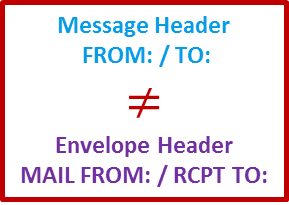 Message Header
FROM: / TO:
≠
Envelope Header
MAIL FROM: / RCPT TO: